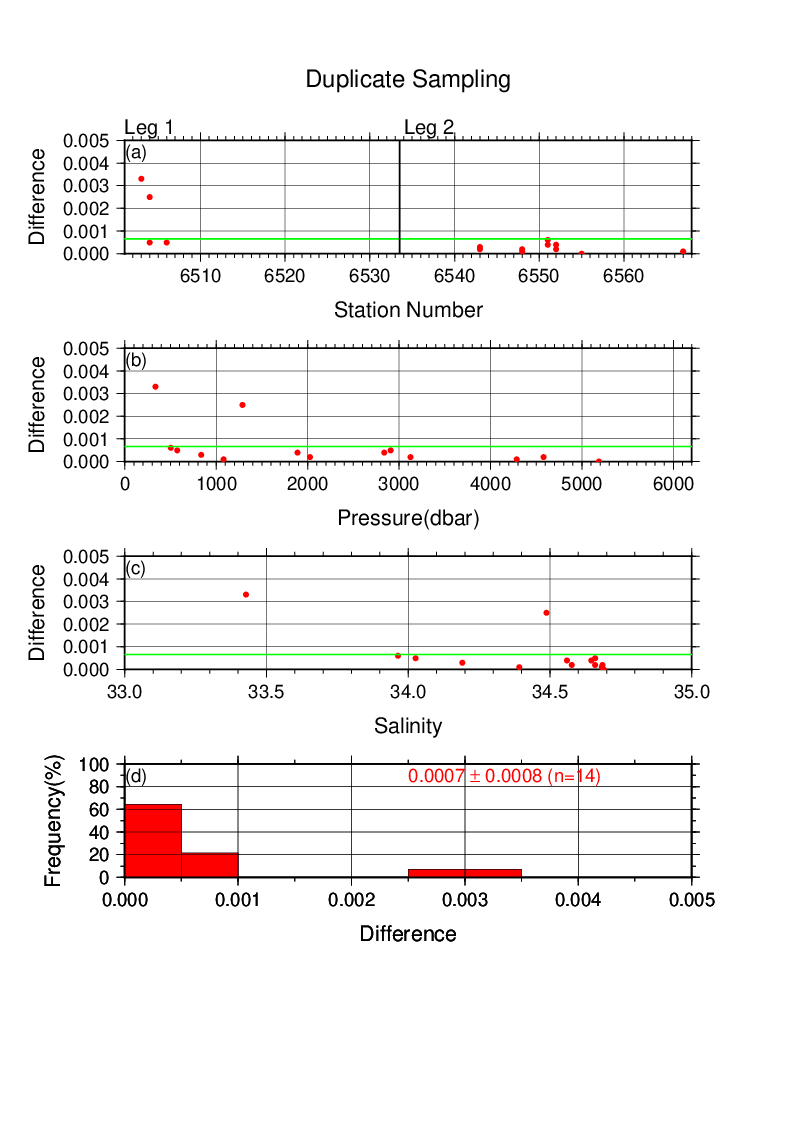 Duplicate Sampling
Leg 1 Leg 2
0.005
0.004
0.003
0.002
0.001
0.000
Difference
(a)
6510 6520 6530 6540 6550 6560
Station Number
0.005
0.004
0.003
0.002
0.001
0.000
Difference
(b)
0 1000 2000 3000 4000 5000 6000
Pressure(dbar)
0.005
0.004
0.003
0.002
0.001
0.000
Difference
(c)
33.0 33.5 34.0 34.5 35.0
Salinity
100
80
60
40
20
0
Frequency(%)
(d)
0.0007 ± 0.0008 (n=14)
0.000 0.001 0.002 0.003 0.004 0.005
Difference